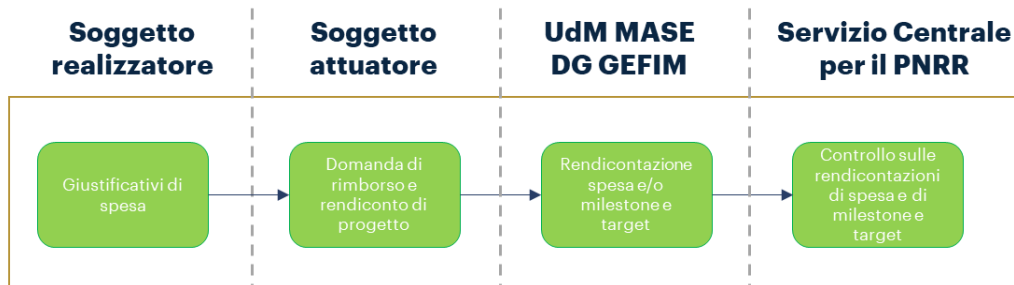 Soggetto
realizzatore
Soggetto
attuatore
UdM MASE
DG GEFIM
Servizio Centrale
per il PNRR
Giustificativi di
spesa
Domanda di
rimborso e
rendiconto di
progetto
Rendicontazione
spesa e/o
milestone e
target
Controllo sulle
rendicontazioni
di spesa e di
milestone e
target